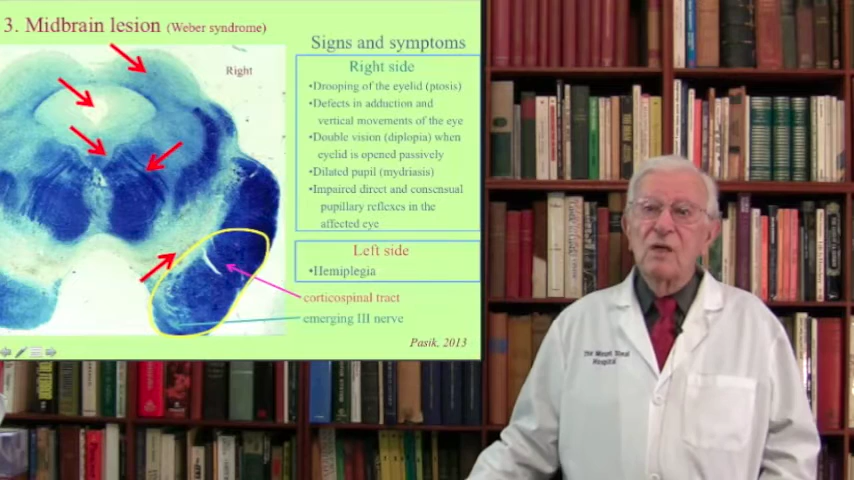 3. Midbrain lesion (Weber syndrome)
Right
Signs and symptoms
Right side
•Drooping of the eyelid (ptosis)
•Defects in adduction and
vertical movements of the eye
•Double vision (diplopia) when
eyelid is opened passively
•Dilated pupil (mydriasis)
•Impaired direct and consensual
pupillary reflexes in the
affected eye
Left side
•Hemiplegia
corticospinal tract
emerging III nerve
Pasik, 2013
The Mount Sinai
Hospital